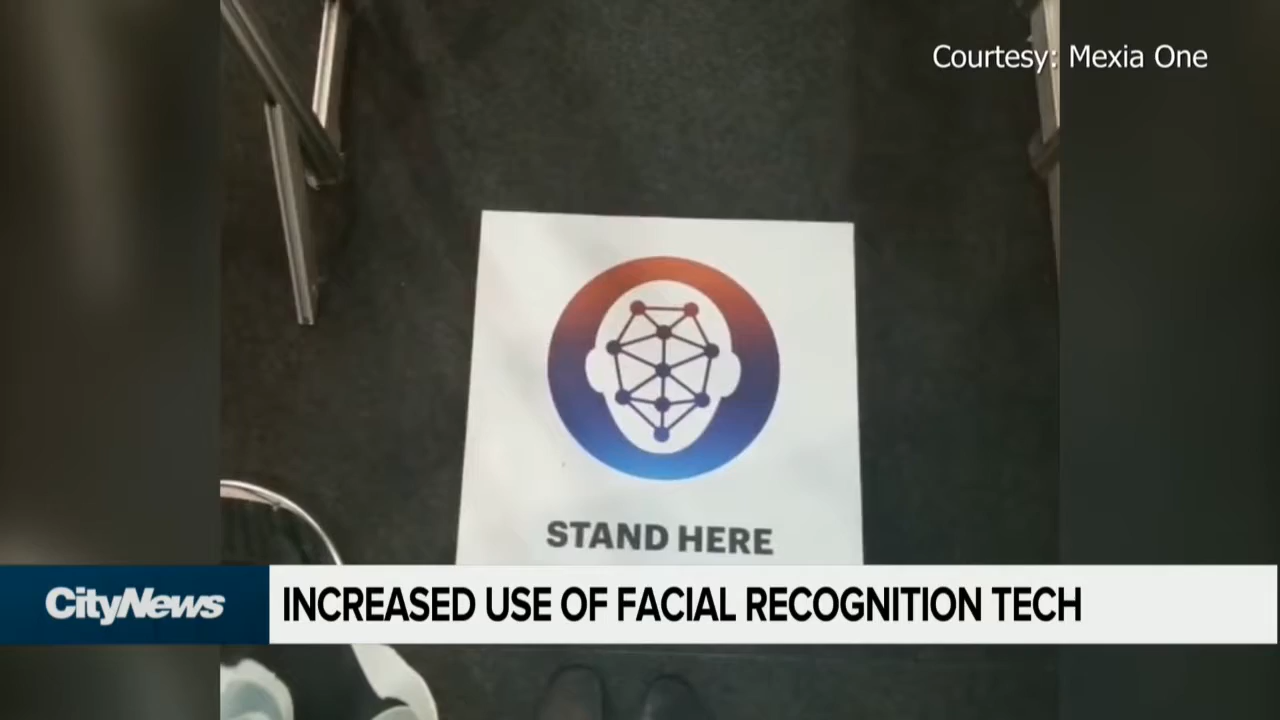 Courtesy: Mexia One
STAND HERE
CityNews
INCREASED USE OF FACIAL RECOGNITION TECH